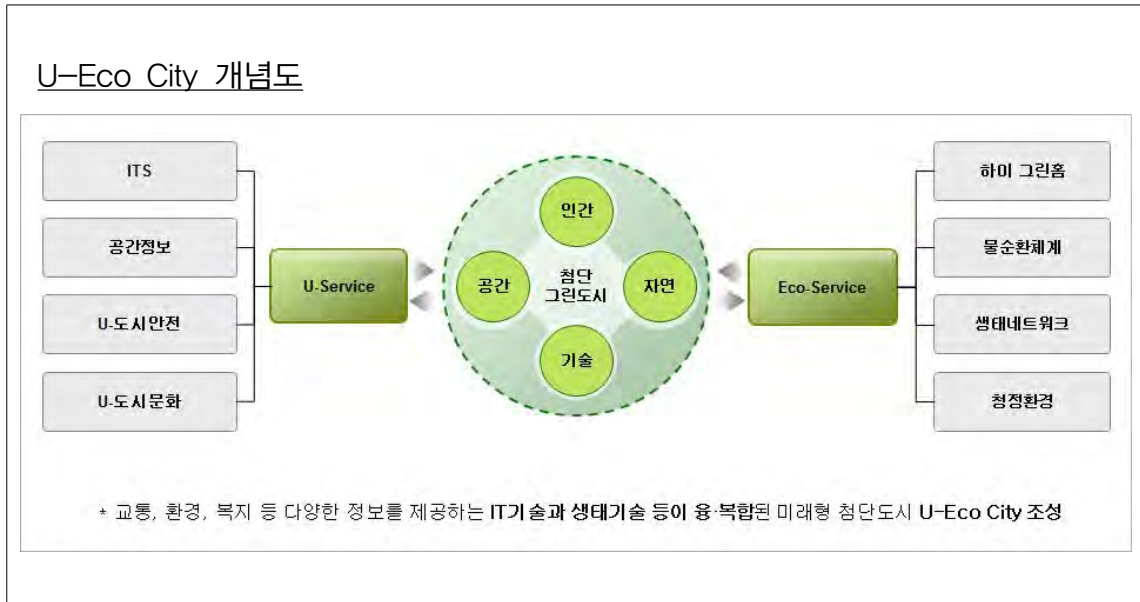 U-Eco City 개념도
ITS
공간정보
U-도시안전
U-도시문화
U-Service
인간
공간
첨단
그린도시
자연
기술
Eco-Service
하이 그린홈
물순환체계
생태네트워크
청정환경
* 교통, 환경, 복지 등 다양한 정보를 제공하는 IT기술과 생태기술 등이 융·복합된 미래형 첨단도시 U-Eco City 조성